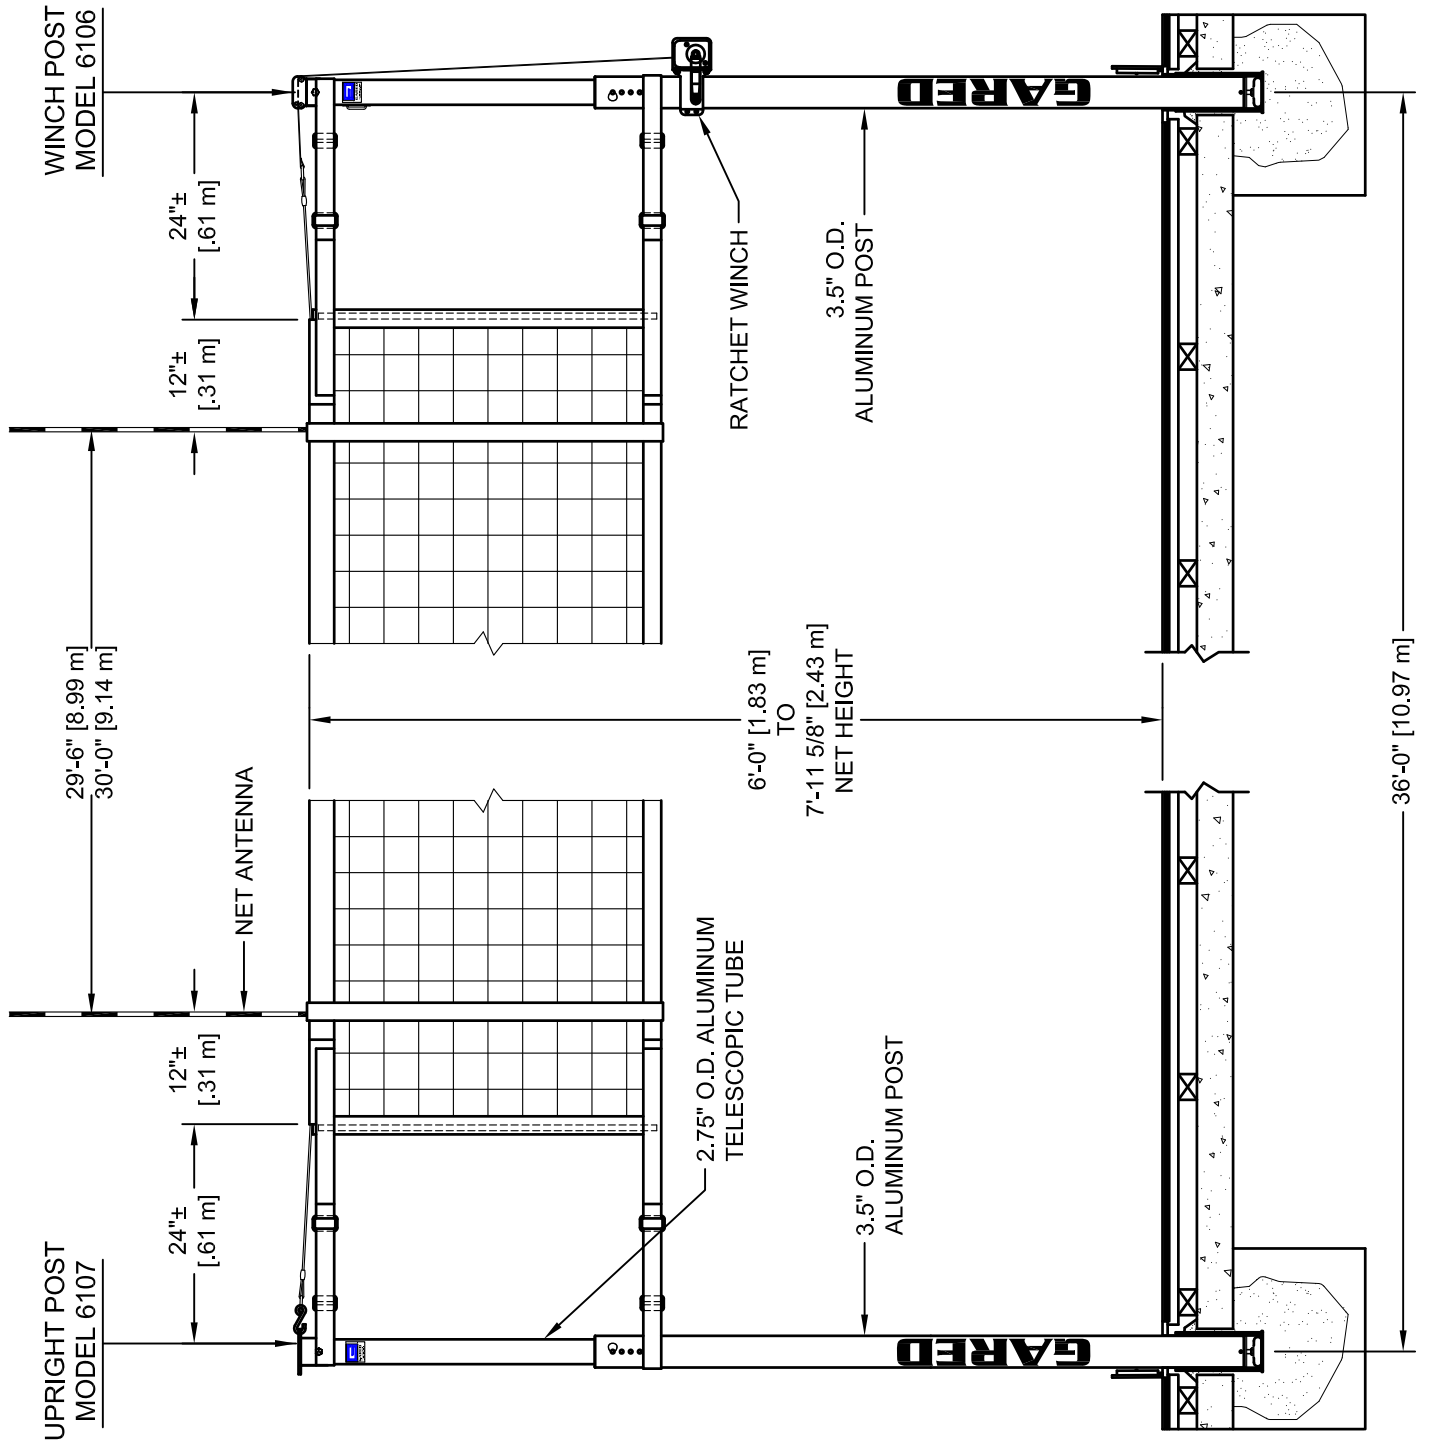 UPRIGHT POST
MODEL 6107
24"±
[.61 m]
12"±
[.31 m]
29'-6" [8.99 m]
30'-0" [9.14 m]
NET ANTENNA
12"±
[.31 m]
24"±
[.61 m]
WINCH POST
MODEL 6106
2.75" O.D. ALUMINUM
TELESCOPIC TUBE
6'-0" [1.83 m]
TO
7'-11 5/8" [2.43 m]
NET HEIGHT
RATCHET WINCH
3.5" O.D.
ALUMINUM POST
3.5" O.D.
ALUMINUM POST
GARED
GARED
36'-0" [10.97 m]